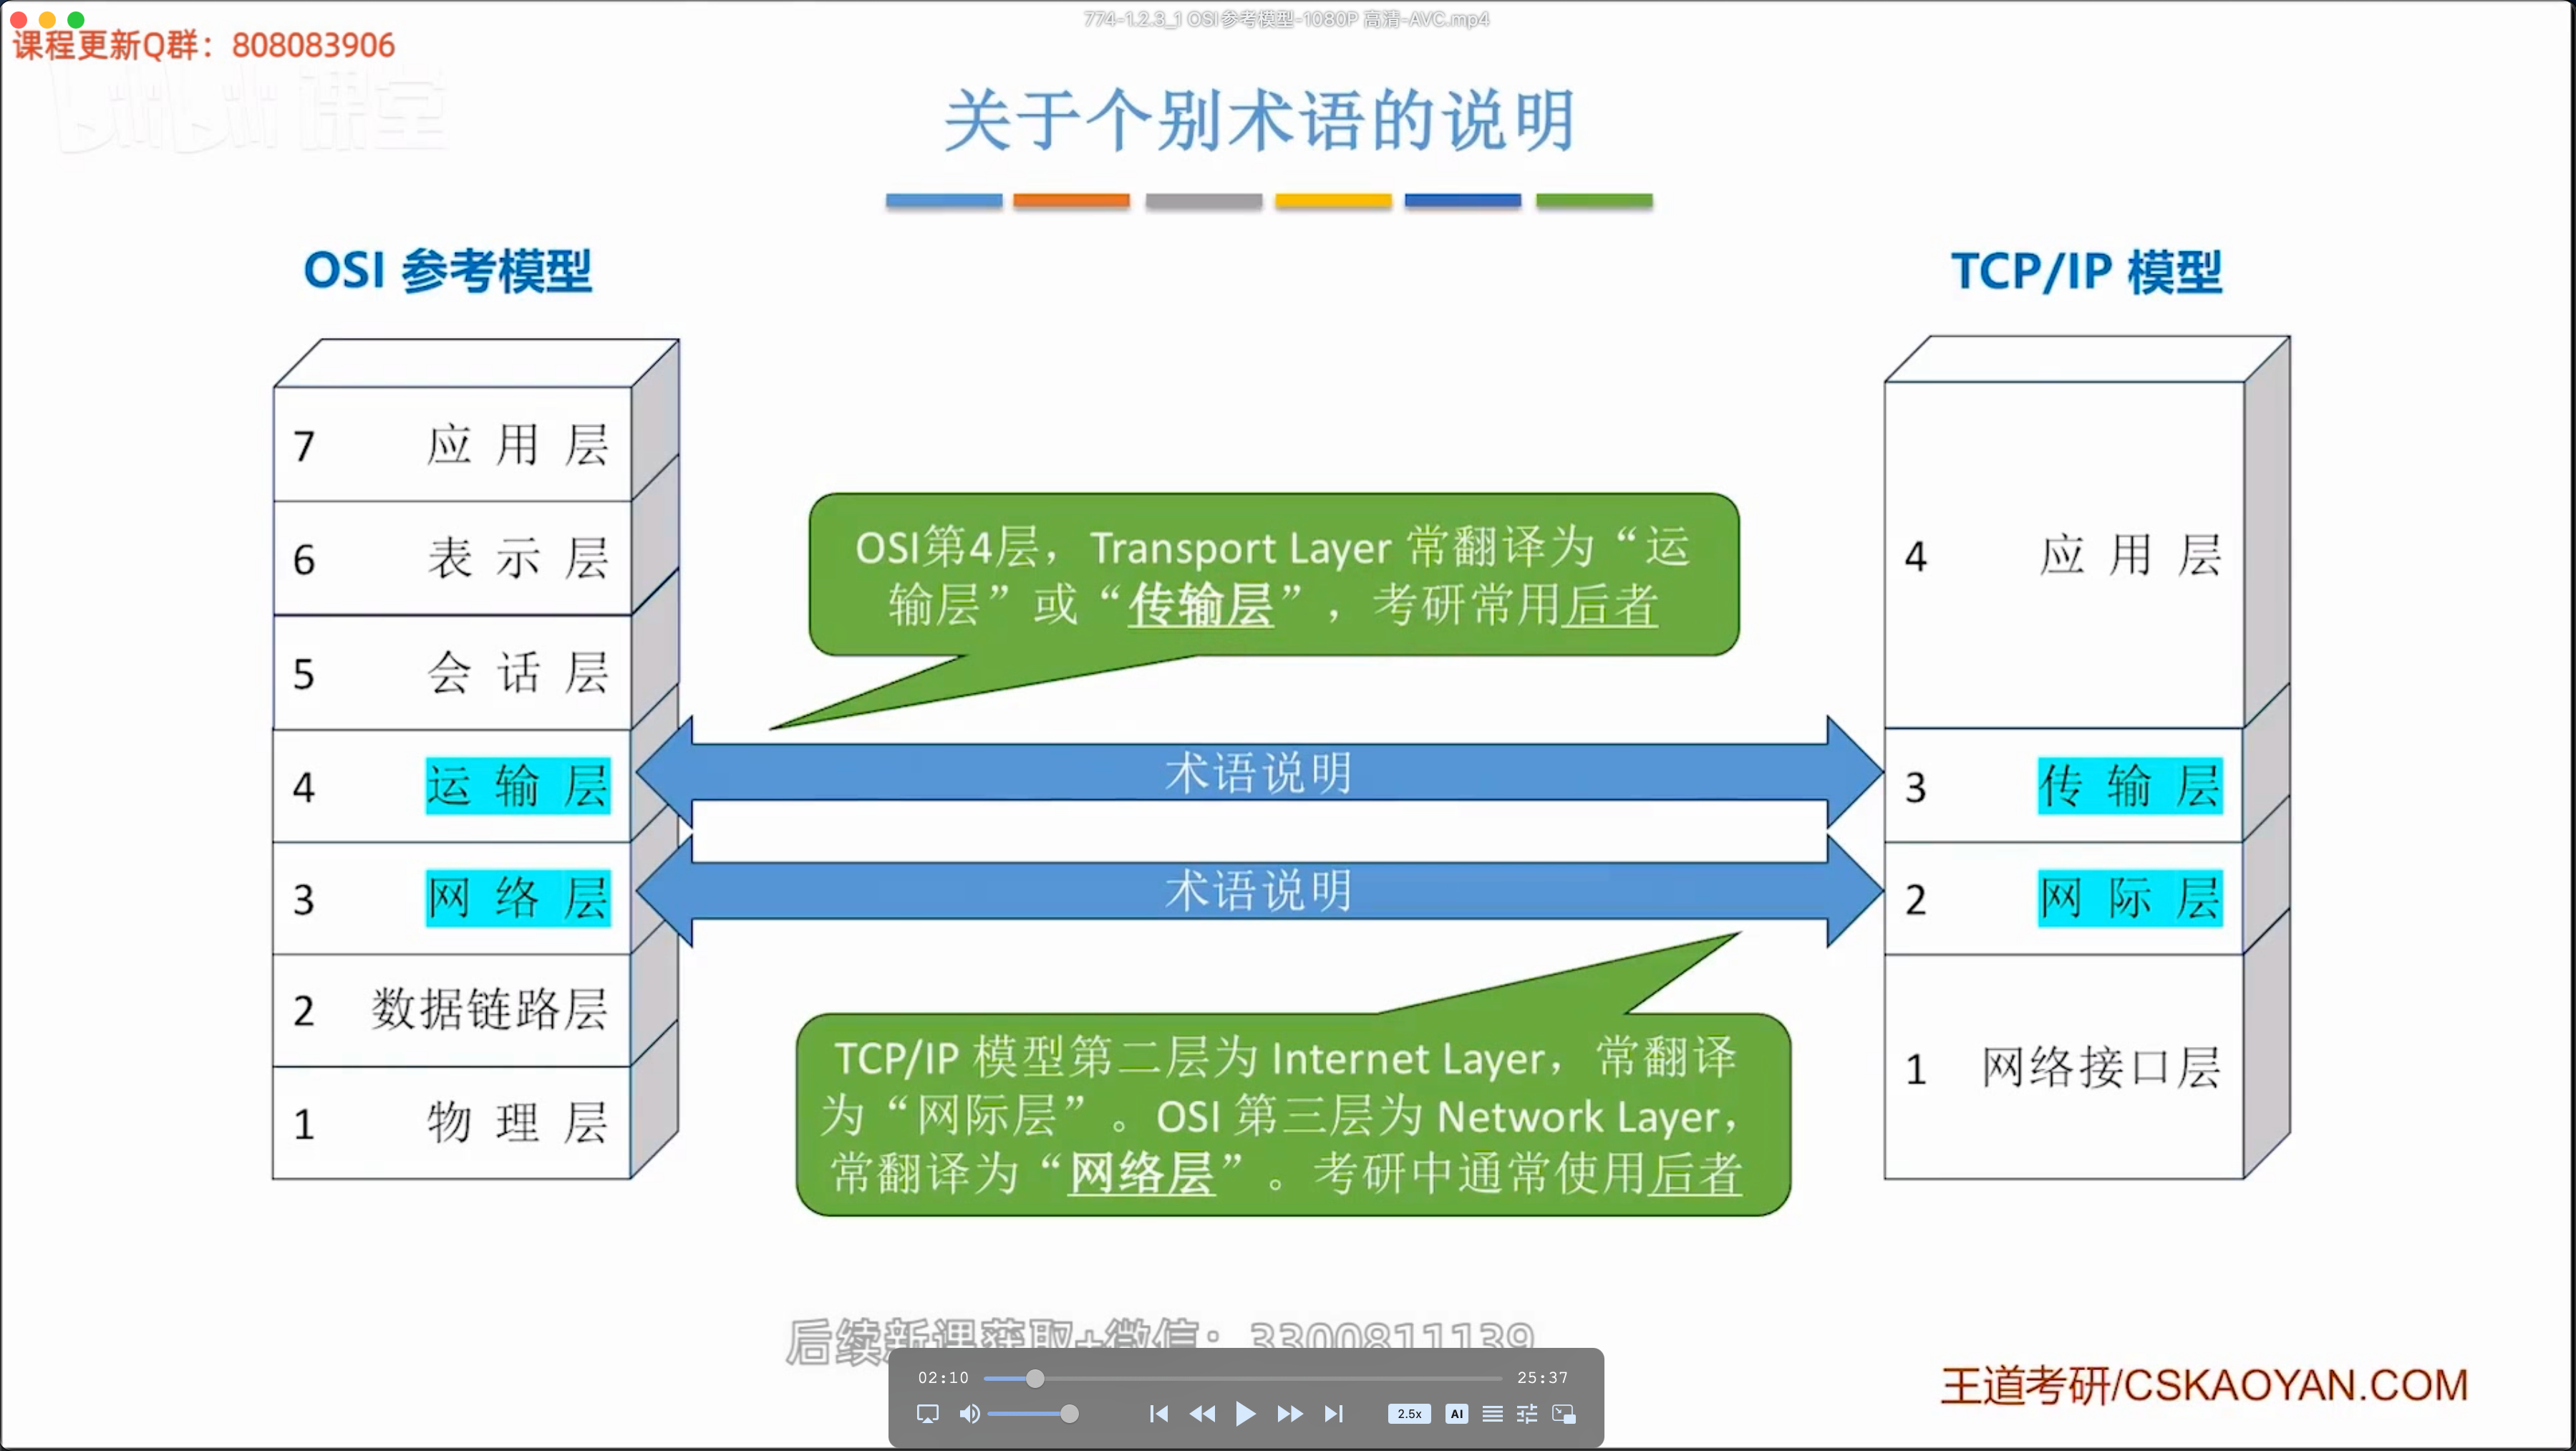 774-1.2.3_1 OSI参考模型-1080P 高清-AVC.mp4
课程更新Q群：808083906
bilibili 课堂
关于个别术语的说明
OSI 参考模型
TCP/IP 模型
7 应 用 层
6 表 示 层
5 会 话 层
4 运 输 层
3 网 络 层
2 数据链路层
1 物 理 层
OSI第4层，Transport Layer 常翻译为“运
输层”或“传输层”，考研常用后者
术语说明
术语说明
TCP/IP 模型第二层为 Internet Layer，常翻译
为“网际层”。OSI 第三层为 Network Layer，
常翻译为“网络层”。考研中通常使用后者
4 应 用 层
3 传 输 层
2 网 际 层
1 网络接口层
后续新课获取+微信：3300811139
02:10
25:37
2.5x
AI
王道考研/CSKAOYAN.COM